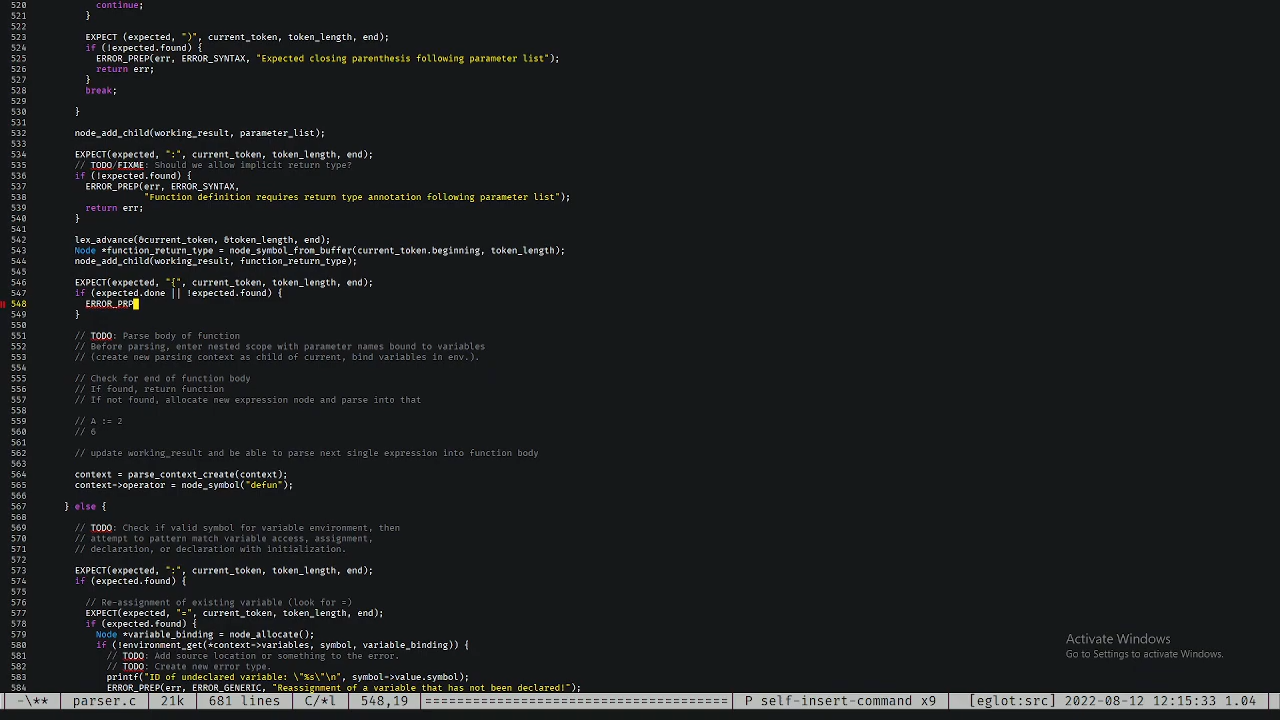 520 continue;
521 }
522
523 EXPECT (expected, ")", current_token, token_length, end);
524 if (!expected.found) {
525 ERROR_PREP(err, ERROR_SYNTAX, "Expected closing parenthesis following parameter list");
526 return err;
527 }
528 break;
529
530 }
531
532 node_add_child(working_result, parameter_list);
533
534 EXPECT(expected, ":", current_token, token_length, end);
535 // TODO/FIXME: Should we allow implicit return type?
536 if (!expected.found) {
537 ERROR_PREP(err, ERROR_SYNTAX,
538 "Function definition requires return type annotation following parameter list");
539 return err;
540 }
541
542 lex_advance(&current_token, &token_length, end);
543 Node *function_return_type = node_symbol_from_buffer(current_token.beginning, token_length);
544 node_add_child(working_result, function_return_type);
545
546 EXPECT(expected, "{", current_token, token_length, end);
547 if (expected.done || !expected.found) {
548 ERROR_PRP
549 }
550
551 // TODO: Parse body of function
552 // Before parsing, enter nested scope with parameter names bound to variables
553 // (create new parsing context as child of current, bind variables in env.).
554
555 // Check for end of function body
556 // If found, return function
557 // If not found, allocate new expression node and parse into that
558
559 // A := 2
560 // 6
561
562 // update working_result and be able to parse next single expression into function body
563
564 context = parse_context_create(context);
565 context->operator = node_symbol("defun");
566
567 } else {
568
569 // TODO: Check if valid symbol for variable environment, then
570 // attempt to pattern match variable access, assignment,
571 // declaration, or declaration with initialization.
572
573 EXPECT(expected, ":", current_token, token_length, end);
574 if (expected.found) {
575
576 // Re-assignment of existing variable (look for =)
577 EXPECT(expected, "=", current_token, token_length, end);
578 if (expected.found) {
579 Node *variable_binding = node_allocate();
580 if (!environment_get(*context->variables, symbol, variable_binding)) {
581 // TODO: Add source location or something to the error.
582 // TODO: Create new error type.
583 printf("ID of undeclared variable: \"%s\"\n", symbol->value.symbol);
584 ERROR_PREP(err, ERROR_GENERIC, "Reassignment of a variable that has not been declared!");
Activate Windows
Go to Settings to activate Windows.
-\** parser.c 21k 681 lines C/*l 548,19 P self-insert-command x9 [eglot:src] 2022-08-12 12:15:33 1.04